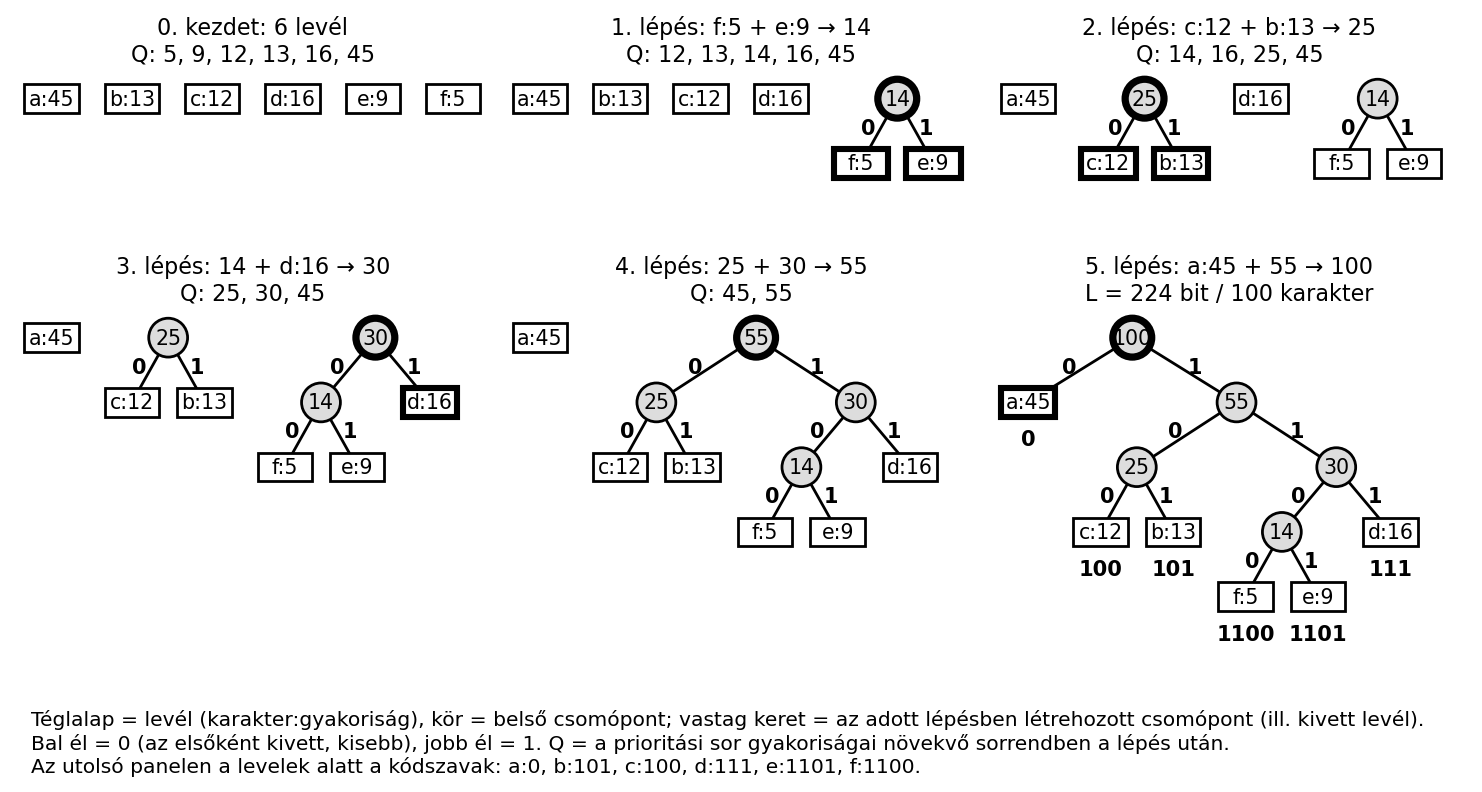 0. kezdet: 6 levél
Q: 5, 9, 12, 13, 16, 45
a:45 b:13 c:12 d:16 e:9 f:5
1. lépés: f:5 + e:9 → 14
Q: 12, 13, 14, 16, 45
a:45 b:13 c:12 d:16 14
0 1
f:5 e:9
2. lépés: c:12 + b:13 → 25
Q: 14, 16, 25, 45
a:45 25 d:16 14
0 1 0 1
c:12 b:13 f:5 e:9
3. lépés: 14 + d:16 → 30
Q: 25, 30, 45
a:45 25 30
0 1 0 1
c:12 b:13 14 d:16
0 1
f:5 e:9
4. lépés: 25 + 30 → 55
Q: 45, 55
a:45 55
0 1
25 30
0 1 0 1
c:12 b:13 14 d:16
0 1
f:5 e:9
5. lépés: a:45 + 55 → 100
L = 224 bit / 100 karakter
100
0 1
a:45 55
0 0 1
25 30
0 1 0 1
c:12 b:13 14 d:16
100 101 0 1 111
f:5 e:9
1100 1101
Téglalap = levél (karakter:gyakoriság), kör = belső csomópont; vastag keret = az adott lépésben létrehozott csomópont (ill. kivett levél).
Bal él = 0 (az elsőként kivett, kisebb), jobb él = 1. Q = a prioritási sor gyakoriságai növekvő sorrendben a lépés után.
Az utolsó panelen a levelek alatt a kódszavak: a:0, b:101, c:100, d:111, e:1101, f:1100.